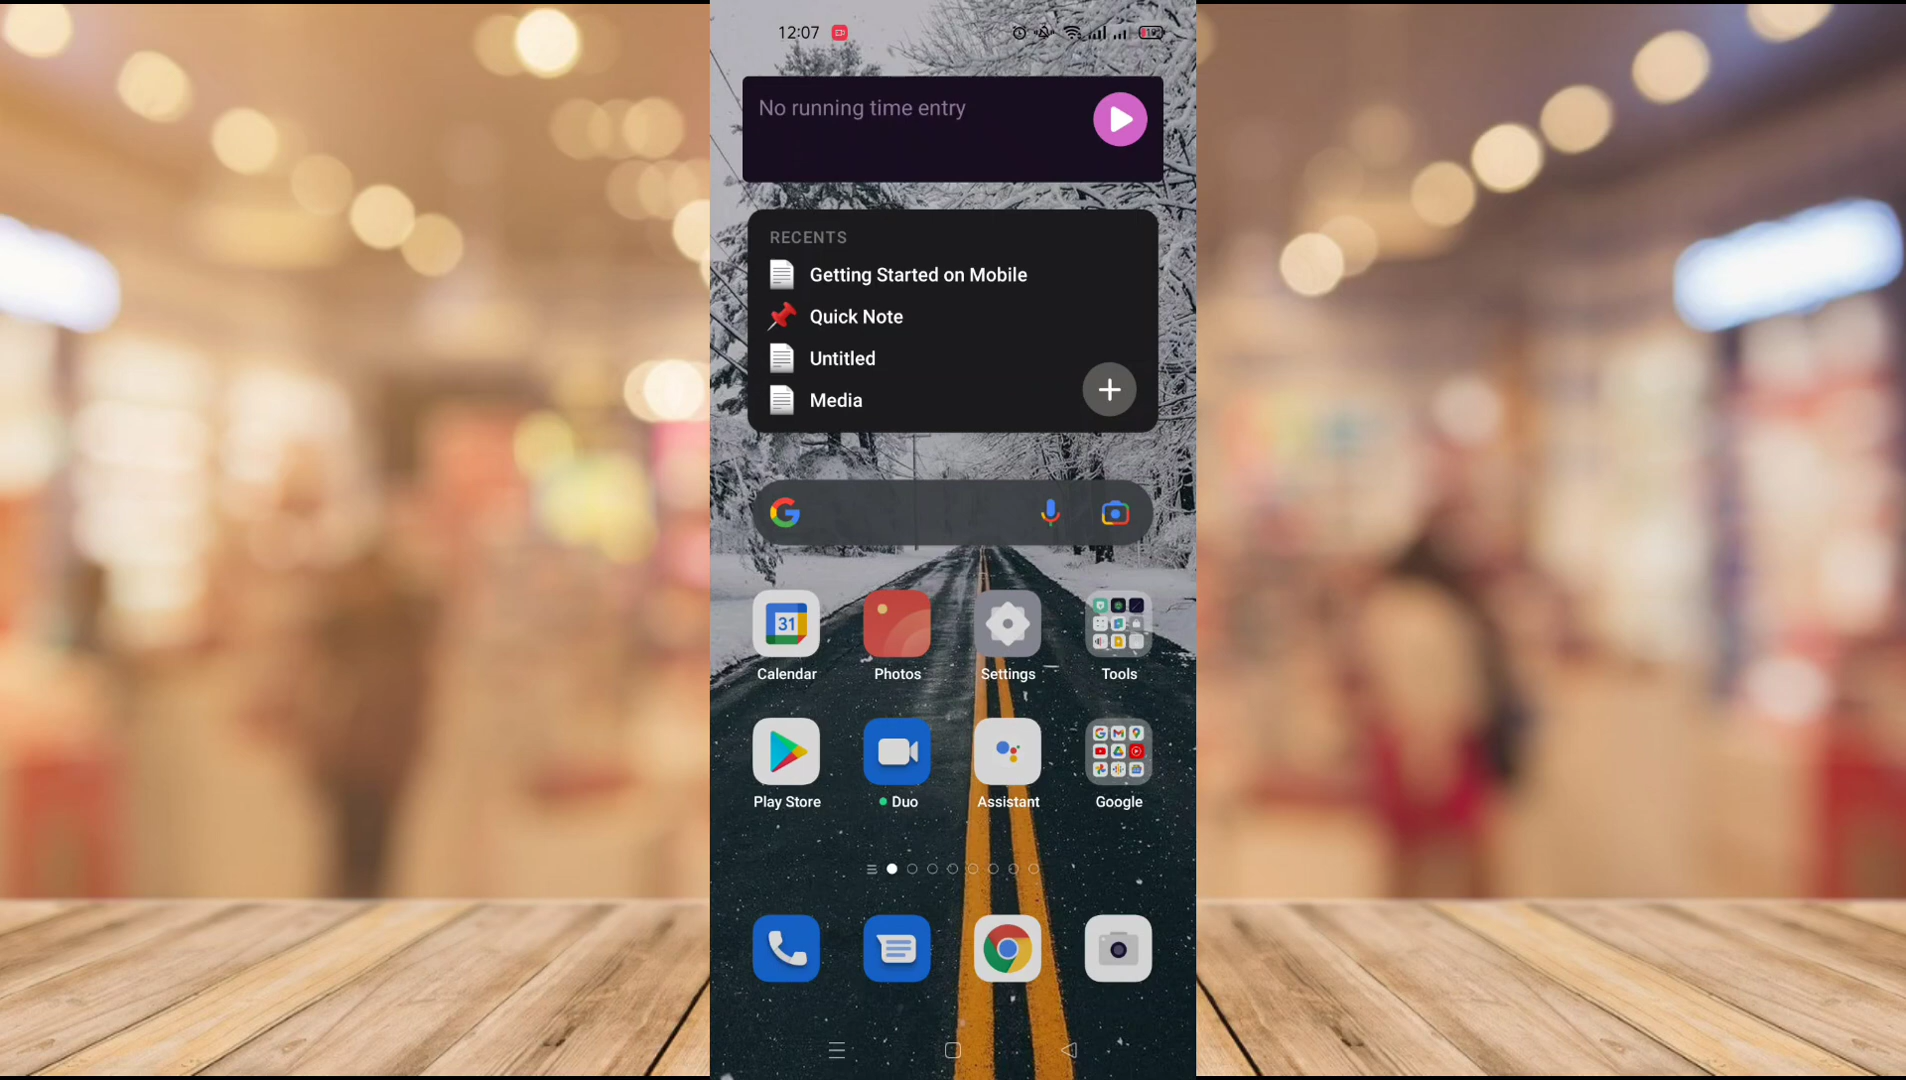 12:07
No running time entry
RECENTS
Getting Started on Mobile
Quick Note
Untitled
Media
31
Calendar
Photos
Settings
Tools
Play Store
Duo
Assistant
Google